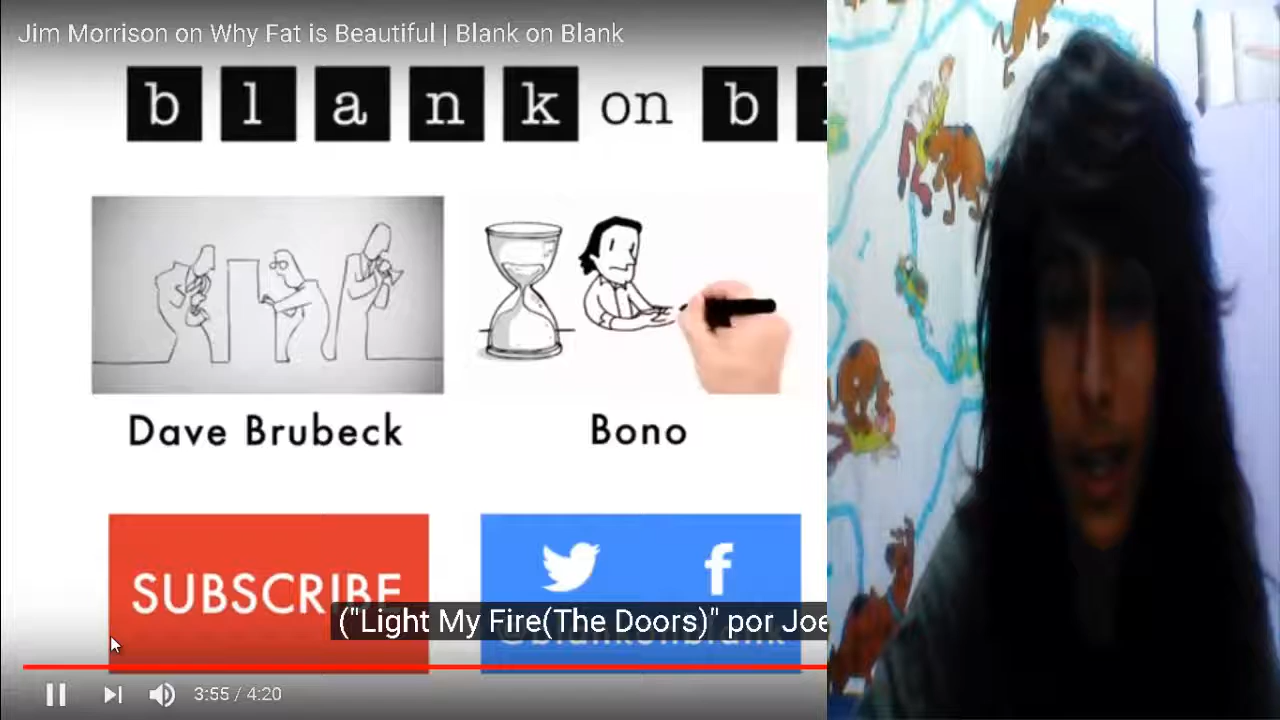 Jim Morrison on Why Fat is Beautiful | Blank on Blank
blank on b
Dave Brubeck
Bono
SUBSCRIBE
f
("Light My Fire(The Doors)" por Joe
3:55 / 4:20